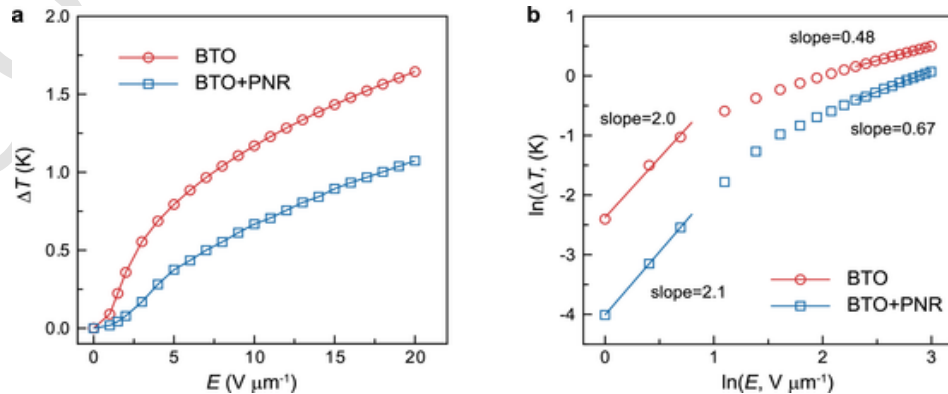 a
2.0
1.5
1.0
0.5
0.0
ΔT (K)
BTO
BTO+PNR
0
5
10
15
20
E (V μm⁻¹)
b
1
0
-1
-2
-3
-4
ln(ΔT, (K)
slope=0.48
slope=2.0
slope=0.67
slope=2.1
BTO
BTO+PNR
0
1
2
3
ln(E, V μm⁻¹)